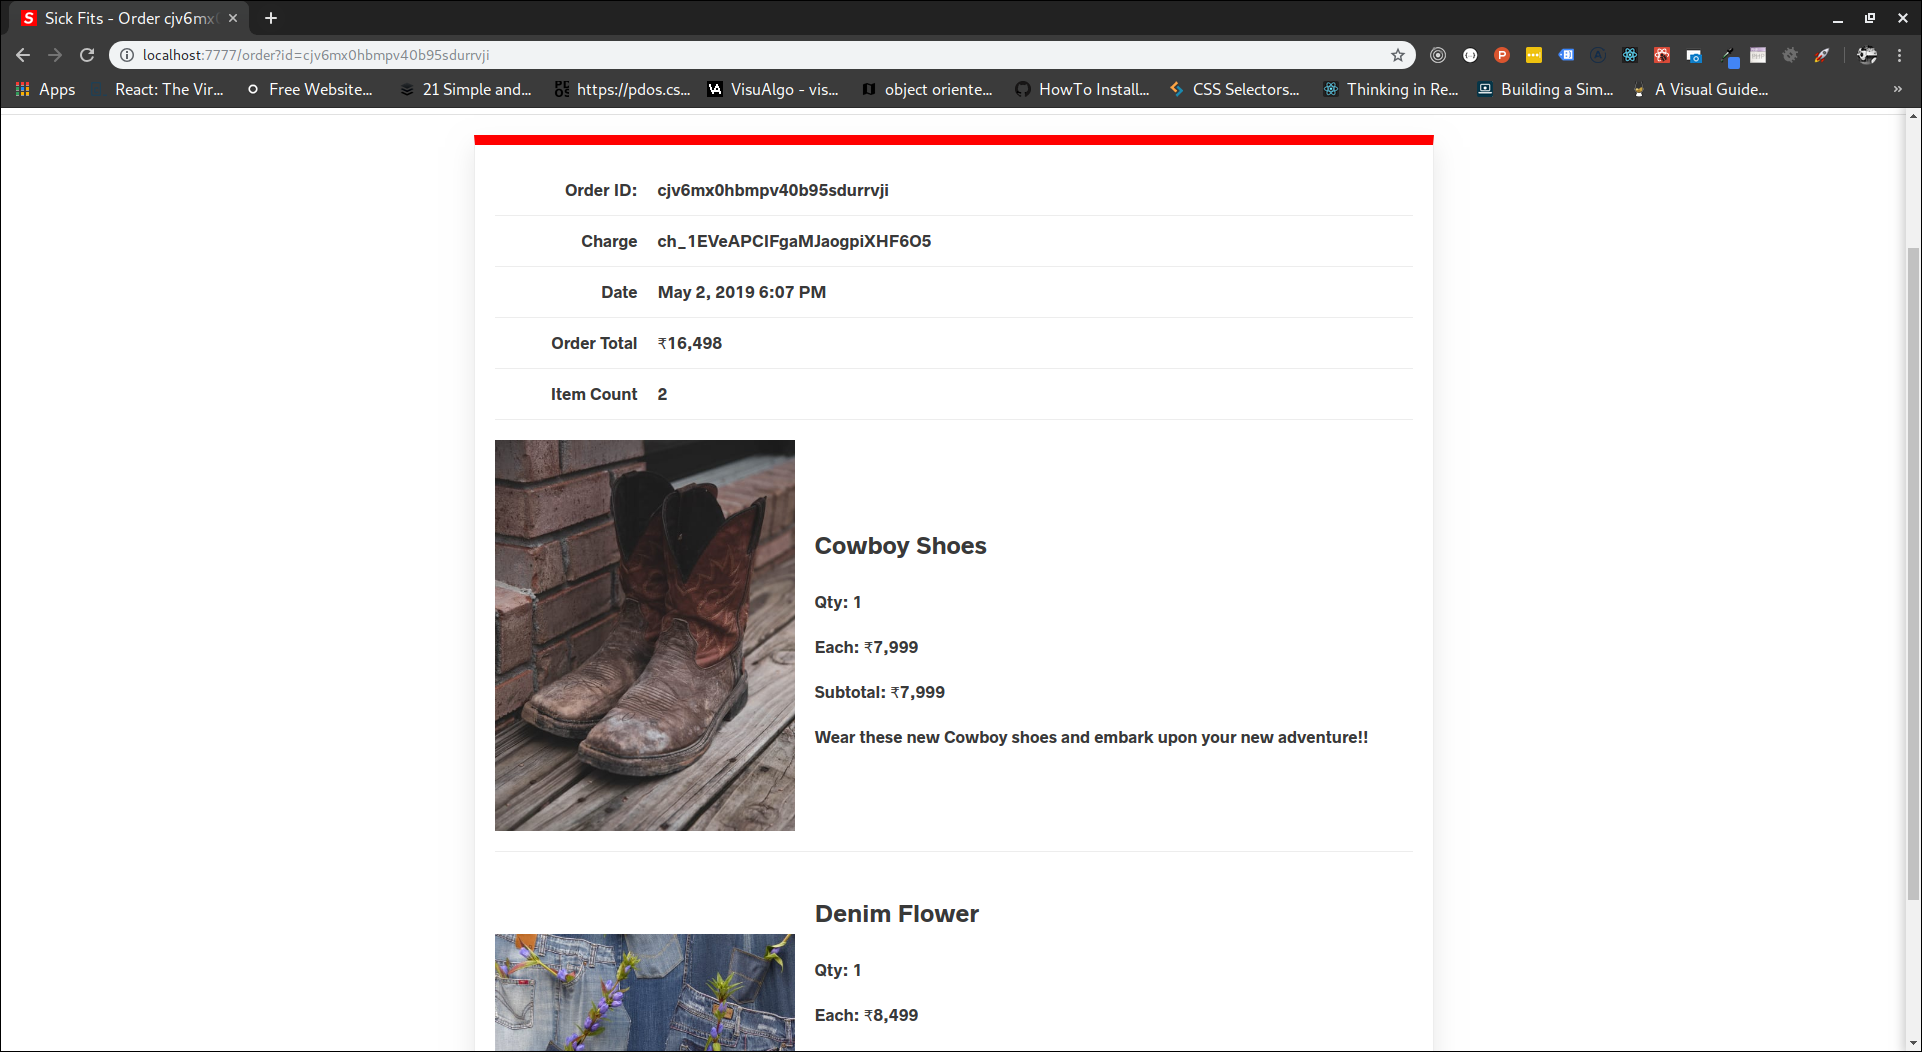 Sick Fits - Order cjv6mx0
localhost:7777/order?id=cjv6mx0hbmpv40b95sdurrvji
Apps React: The Vir... Free Website... 21 Simple and... https://pdos.cs... VisuAlgo - vis... object oriente... HowTo Install... CSS Selectors... Thinking in Re... Building a Sim... A Visual Guide... »
Order ID: cjv6mx0hbmpv40b95sdurrvji
Charge ch_1EVeAPCIFgaMJaogpiXHF6O5
Date May 2, 2019 6:07 PM
Order Total ₹16,498
Item Count 2
Cowboy Shoes
Qty: 1
Each: ₹7,999
Subtotal: ₹7,999
Wear these new Cowboy shoes and embark upon your new adventure!!
Denim Flower
Qty: 1
Each: ₹8,499